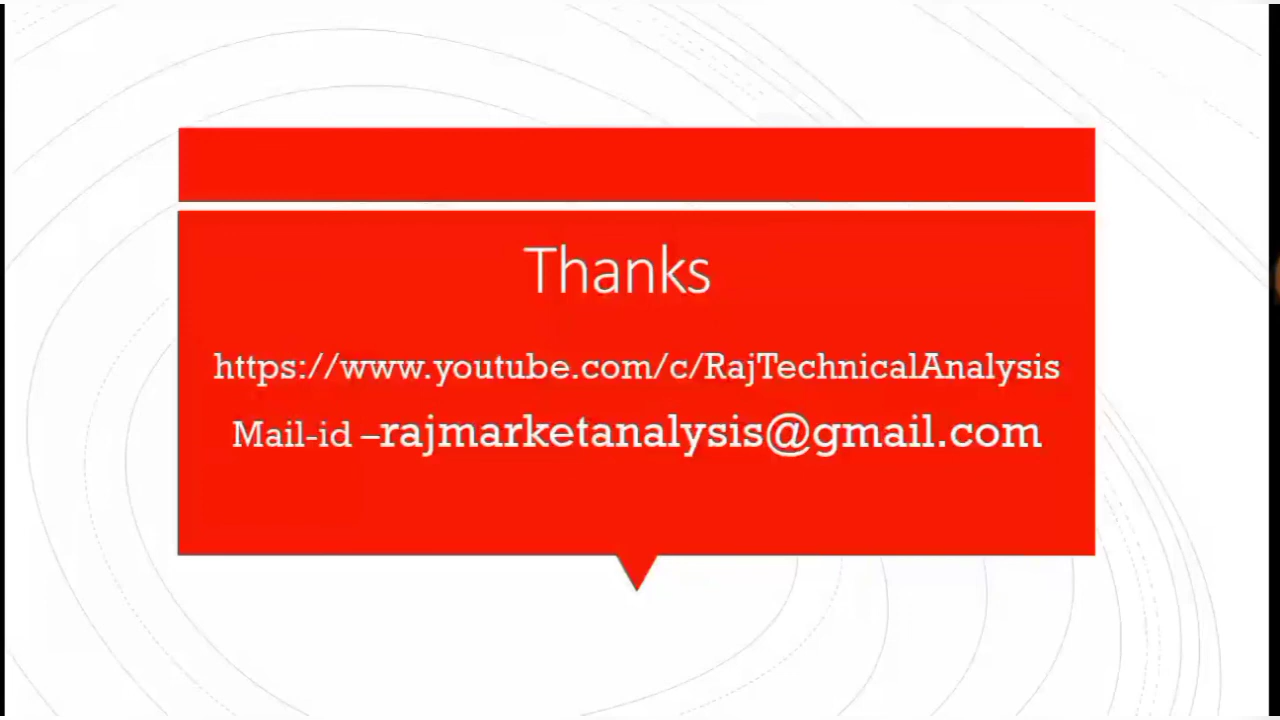 Thanks
https://www.youtube.com/c/RajTechnicalAnalysis
Mail-id –rajmarketanalysis@gmail.com